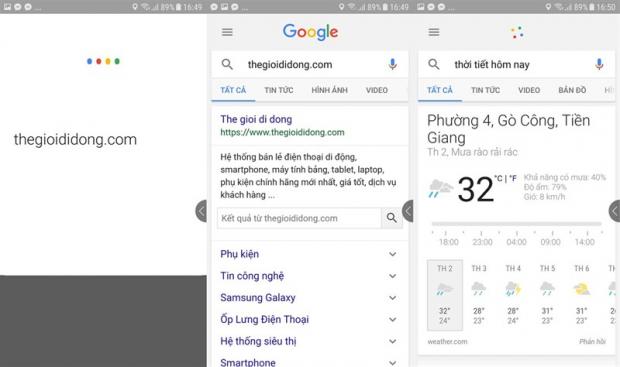 89% 16:49
thegioididong.com
89% 16:49
Google
thegioididong.com
TẤT CẢ TIN TỨC HÌNH ẢNH VIDEO
The gioi di dong
https://www.thegioididong.com
Hệ thống bán lẻ điện thoại di động,
smartphone, máy tính bảng, tablet, laptop,
phụ kiện chính hãng mới nhất, giá tốt, dịch vụ
khách hàng ...
Kết quả từ thegioididong.com
Phụ kiện
Tin công nghệ
Samsung Galaxy
Ốp Lưng Điện Thoại
Hệ thống siêu thị
Smartphone
89% 16:50
thời tiết hôm nay
TẤT CẢ TIN TỨC VIDEO BẢN ĐỒ
Phường 4, Gò Công, Tiền
Giang
Th 2, Mưa rào rải rác
32 °C | °F
Khả năng có mưa: 40%
Độ ẩm: 79%
Gió: 8 km/h
18:00 23:00 04:00 09:00 14:00
TH 2 TH 3 TH 4 TH 5 TH 6
32° 28° 28° 31° 31°
24° 23° 23° 24° 24°
weather.com Phản hồi